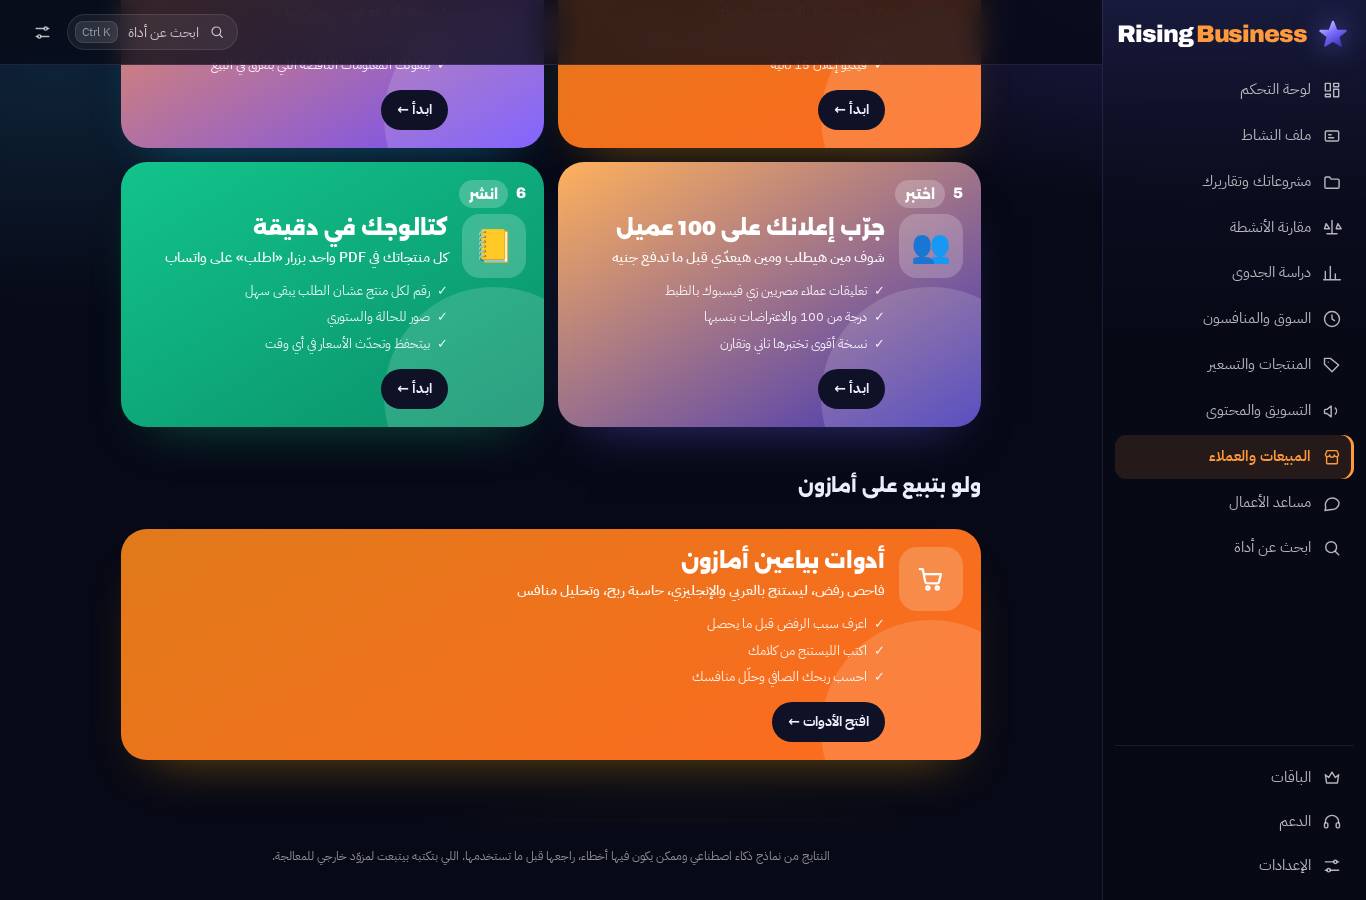 Rising Business
ابحث عن أداة
Ctrl K
لوحة التحكم
ملف النشاط
مشروعاتك وتقاريرك
مقارنة الأنشطة
دراسة الجدوى
السوق والمنافسون
المنتجات والتسعير
التسويق والمحتوى
المبيعات والعملاء
مساعد الأعمال
ابحث عن أداة
الباقات
الدعم
الإعدادات
✓ فيديو إعلان 15 ثانية
ابدأ ←
ابدأ ←
5 اختبر
جرّب إعلانك على 100 عميل
شوف مين هيطلب ومين هيعدّي قبل ما تدفع جنيه
✓ تعليقات عملاء مصريين زي فيسبوك بالظبط
✓ درجة من 100 والاعتراضات بنسبها
✓ نسخة أقوى تختبرها تاني وتقارن
ابدأ ←
6 انشر
كتالوجك في دقيقة
كل منتجاتك في PDF واحد بزرار «اطلب» على واتساب
✓ رقم لكل منتج عشان الطلب يبقى سهل
✓ صور للحالة والستوري
✓ بيتحفظ وتحدّث الأسعار في أي وقت
ابدأ ←
ولو بتبيع على أمازون
أدوات بياعين أمازون
فاحص رفض، ليستنج بالعربي والإنجليزي، حاسبة ربح، وتحليل منافس
✓ اعرف سبب الرفض قبل ما يحصل
✓ اكتب الليستنج من كلامك
✓ احسب ربحك الصافي وحلّل منافسك
افتح الأدوات ←
النتايج من نماذج ذكاء اصطناعي وممكن يكون فيها أخطاء، راجعها قبل ما تستخدمها. اللي بتكتبه بيتبعت لمزوّد خارجي للمعالجة.